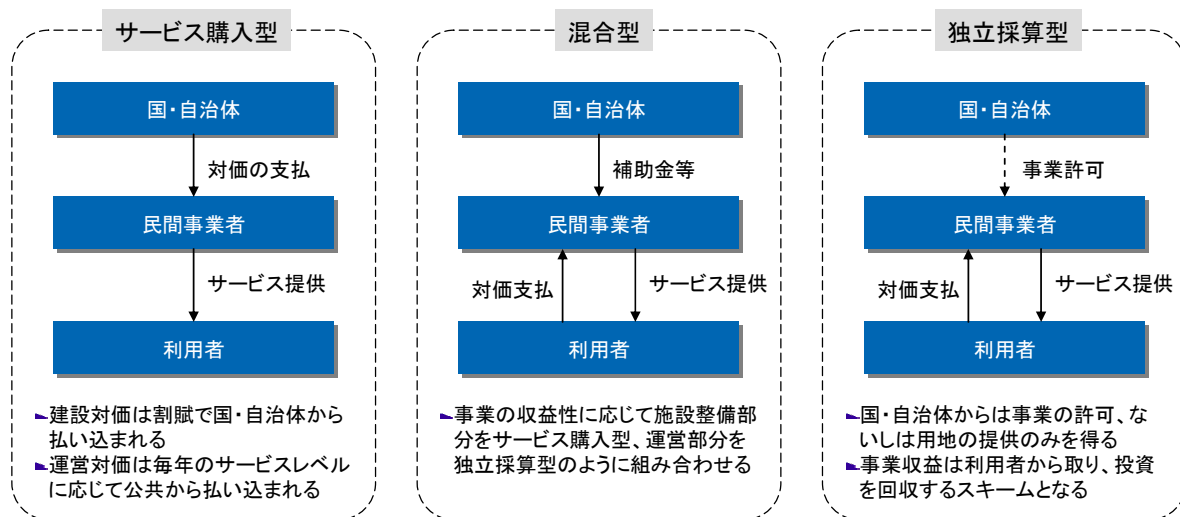 サービス購入型
国・自治体
対価の支払
民間事業者
サービス提供
利用者
建設対価は割賦で国・自治体から
払い込まれる
運営対価は毎年のサービスレベル
に応じて公共から払い込まれる
混合型
国・自治体
補助金等
民間事業者
対価支払
サービス提供
利用者
事業の収益性に応じて施設整備部
分をサービス購入型、運営部分を
独立採算型のように組み合わせる
独立採算型
国・自治体
事業許可
民間事業者
対価支払
サービス提供
利用者
国・自治体からは事業の許可、な
いしは用地の提供のみを得る
事業収益は利用者から取り、投資
を回収するスキームとなる